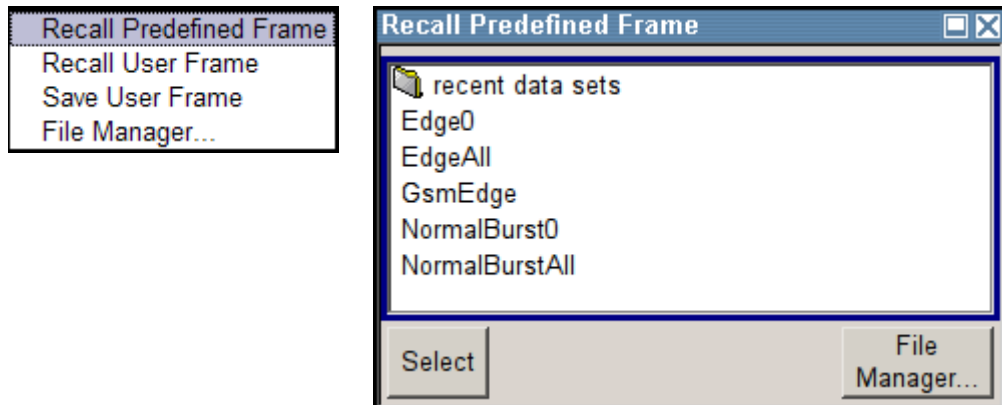 Recall Predefined Frame
Recall User Frame
Save User Frame
File Manager...
Recall Predefined Frame
recent data sets
Edge0
EdgeAll
GsmEdge
NormalBurst0
NormalBurstAll
Select
File
Manager...